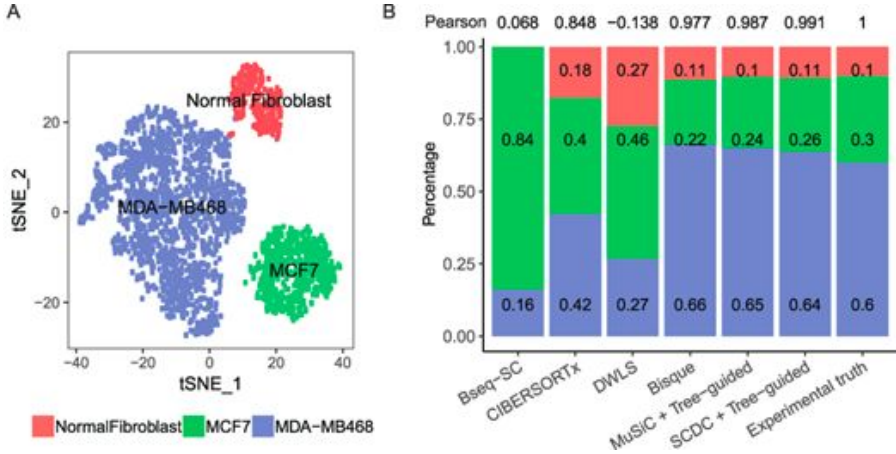 A
Normal Fibroblast
MDA−MB468
MCF7
20
0
−20
tSNE_2
−40
−20
0
20
40
tSNE_1
NormalFibroblast
MCF7
MDA−MB468
B
Pearson 0.068 0.848 −0.138 0.977 0.987 0.991 1
1.00
0.75
0.50
0.25
0.00
Percentage
0.18 0.27 0.11 0.1 0.11 0.1
0.84 0.4 0.46 0.22 0.24 0.26 0.3
0.16 0.42 0.27 0.66 0.65 0.64 0.6
Bseq−SC
CIBERSORTx
DWLS
Bisque
MuSiC + Tree−guided
SCDC + Tree−guided
Experimental truth